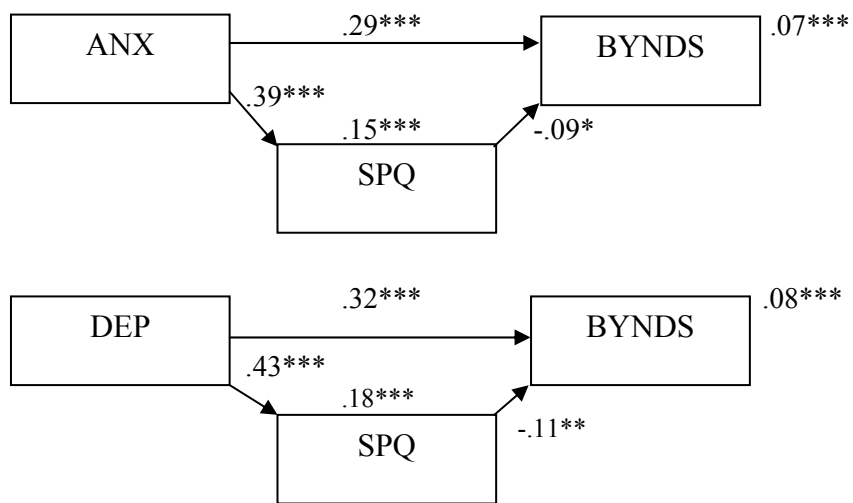 ANX
.29***
BYNDS
.07***
.39***
.15***
-.09*
SPQ
DEP
.32***
BYNDS
.08***
.43***
.18***
-.11**
SPQ